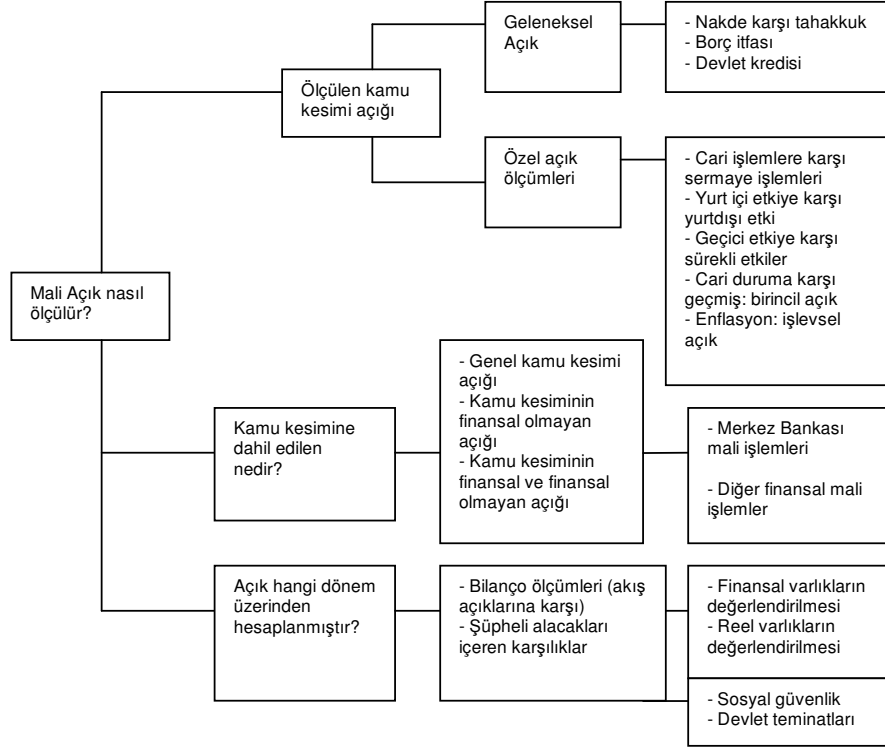 Geleneksel
Açık
- Nakde karşı tahakkuk
- Borç itfası
- Devlet kredisi
Ölçülen kamu
kesimi açığı
Özel açık
ölçümleri
- Cari işlemlere karşı
sermaye işlemleri
- Yurt içi etkiye karşı
yurtdışı etki
- Geçici etkiye karşı
sürekli etkiler
- Cari duruma karşı
geçmiş: birincil açık
- Enflasyon: işlevsel
açık
Mali Açık nasıl
ölçülür?
Kamu kesimine
dahil edilen
nedir?
- Genel kamu kesimi
açığı
- Kamu kesiminin
finansal olmayan
açığı
- Kamu kesiminin
finansal ve finansal
olmayan açığı
- Merkez Bankası
mali işlemleri
- Diğer finansal mali
işlemler
Açık hangi dönem
üzerinden
hesaplanmıştır?
- Bilanço ölçümleri (akış
açıklarına karşı)
- Şüpheli alacakları
içeren karşılıklar
- Finansal varlıkların
değerlendirilmesi
- Reel varlıkların
değerlendirilmesi
- Sosyal güvenlik
- Devlet teminatları